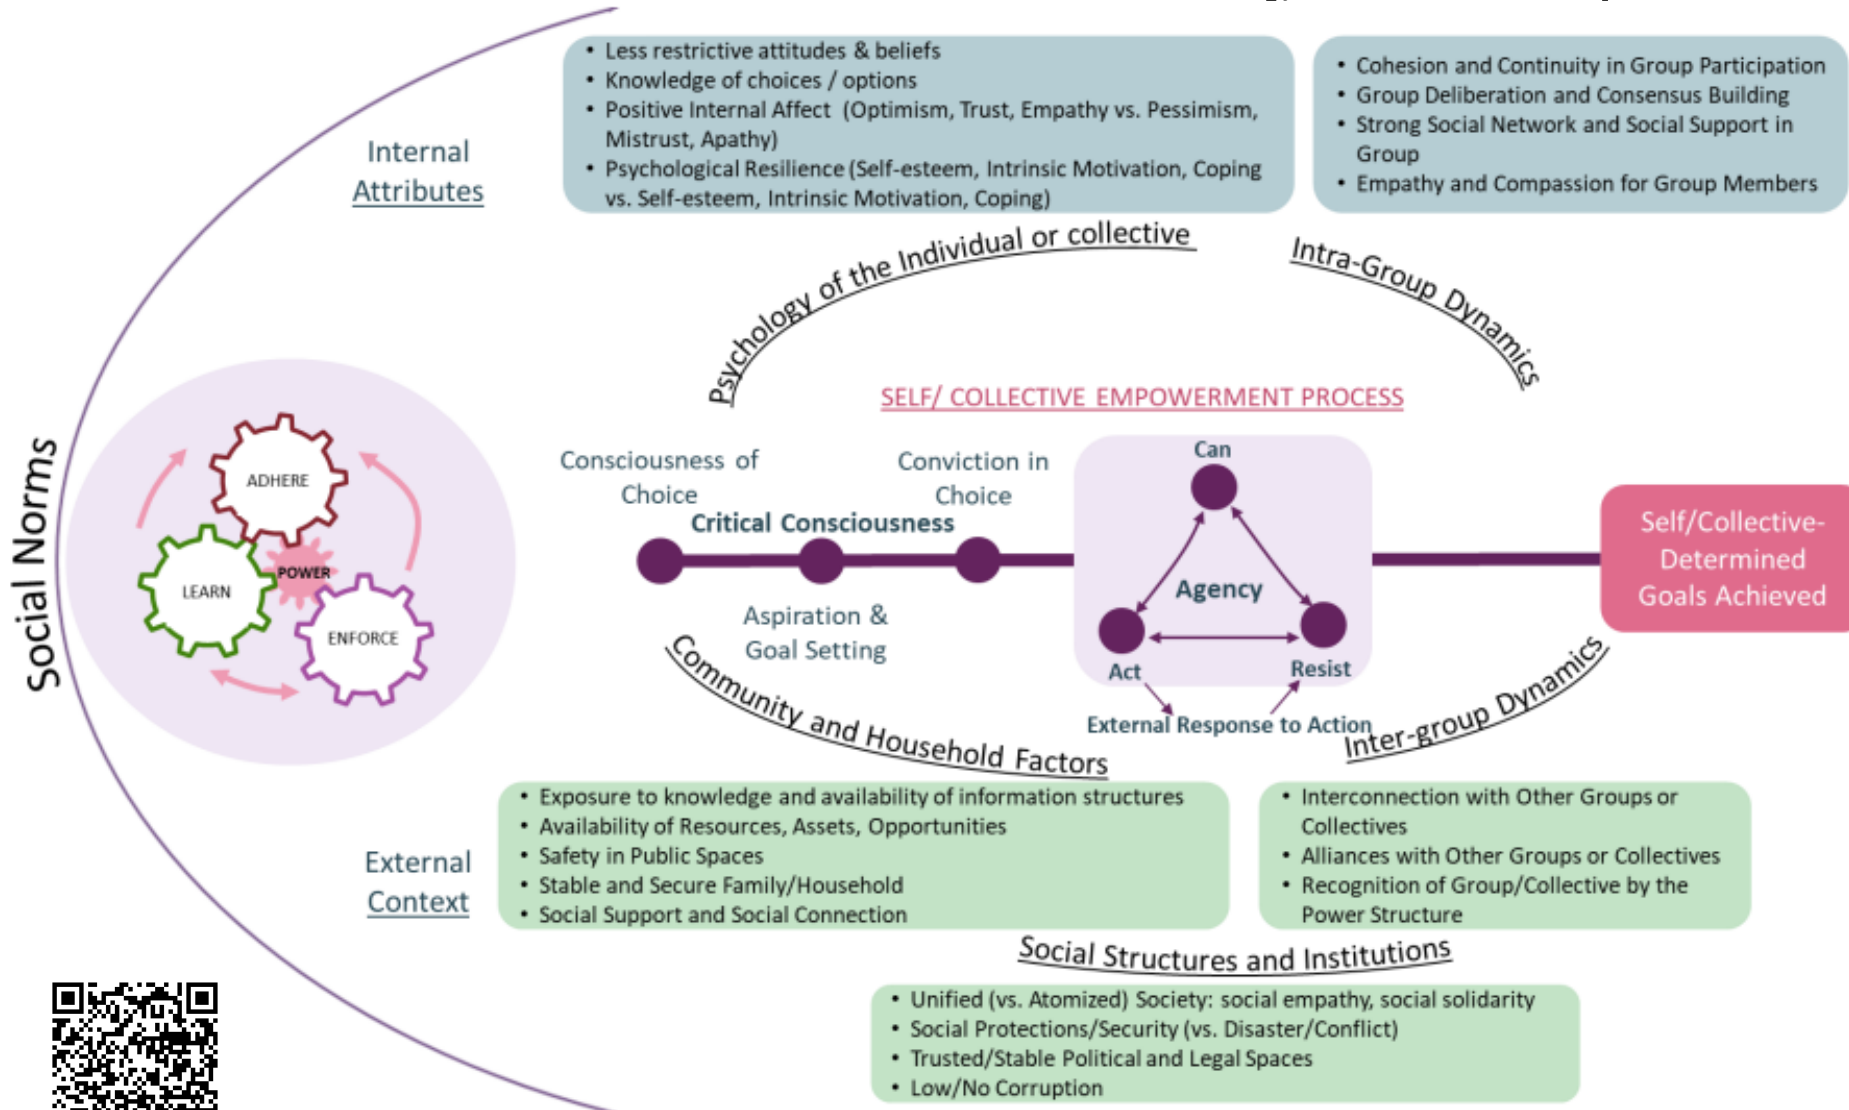 • Less restrictive attitudes & beliefs
• Knowledge of choices / options
• Positive Internal Affect (Optimism, Trust, Empathy vs. Pessimism,
Mistrust, Apathy)
• Psychological Resilience (Self-esteem, Intrinsic Motivation, Coping
vs. Self-esteem, Intrinsic Motivation, Coping)
• Cohesion and Continuity in Group Participation
• Group Deliberation and Consensus Building
• Strong Social Network and Social Support in
Group
• Empathy and Compassion for Group Members
Internal
Attributes
Psychology of the Individual or collective
Intra-Group Dynamics
SELF/ COLLECTIVE EMPOWERMENT PROCESS
Social Norms
ADHERE
LEARN
POWER
ENFORCE
Consciousness of
Choice
Conviction in
Choice
Critical Consciousness
Aspiration &
Goal Setting
Can
Agency
Act
Resist
External Response to Action
Self/Collective-
Determined
Goals Achieved
Community and Household Factors
Inter-group Dynamics
External
Context
• Exposure to knowledge and availability of information structures
• Availability of Resources, Assets, Opportunities
• Safety in Public Spaces
• Stable and Secure Family/Household
• Social Support and Social Connection
• Interconnection with Other Groups or
Collectives
• Alliances with Other Groups or Collectives
• Recognition of Group/Collective by the
Power Structure
Social Structures and Institutions
• Unified (vs. Atomized) Society: social empathy, social solidarity
• Social Protections/Security (vs. Disaster/Conflict)
• Trusted/Stable Political and Legal Spaces
• Low/No Corruption